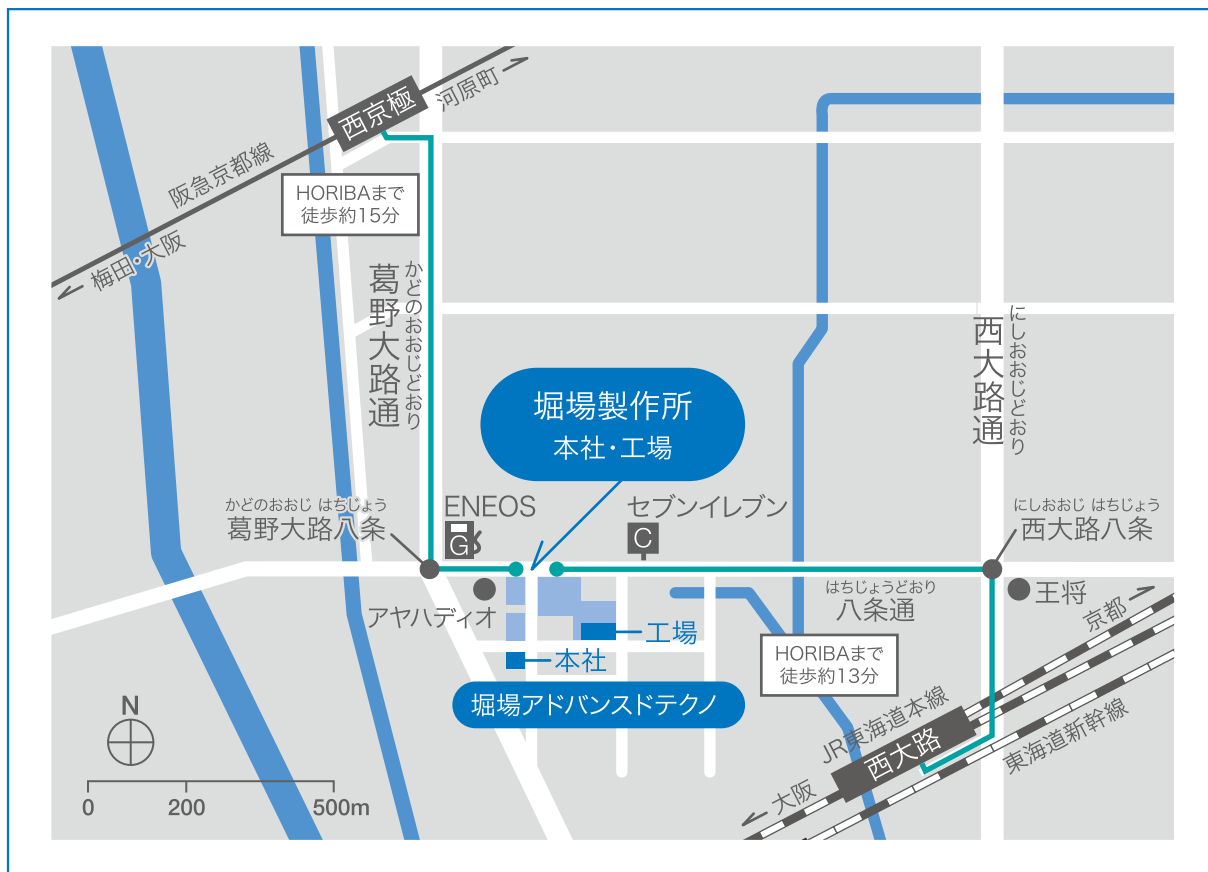 西京極
河原町
阪急京都線
梅田・大阪
HORIBAまで
徒歩約15分
かどのおおじどおり
葛野大路通
にしおおじどおり
西大路通
堀場製作所
本社・工場
かどのおおじ はちじょう
葛野大路八条
ENEOS
G
セブンイレブン
C
にしおおじ はちじょう
西大路八条
アヤハディオ
はちじょうどおり
八条通
王将
京都
工場
本社
HORIBAまで
徒歩約13分
堀場アドバンスドテクノ
JR東海道本線
西大路
東海道新幹線
大阪
N
0 200 500m